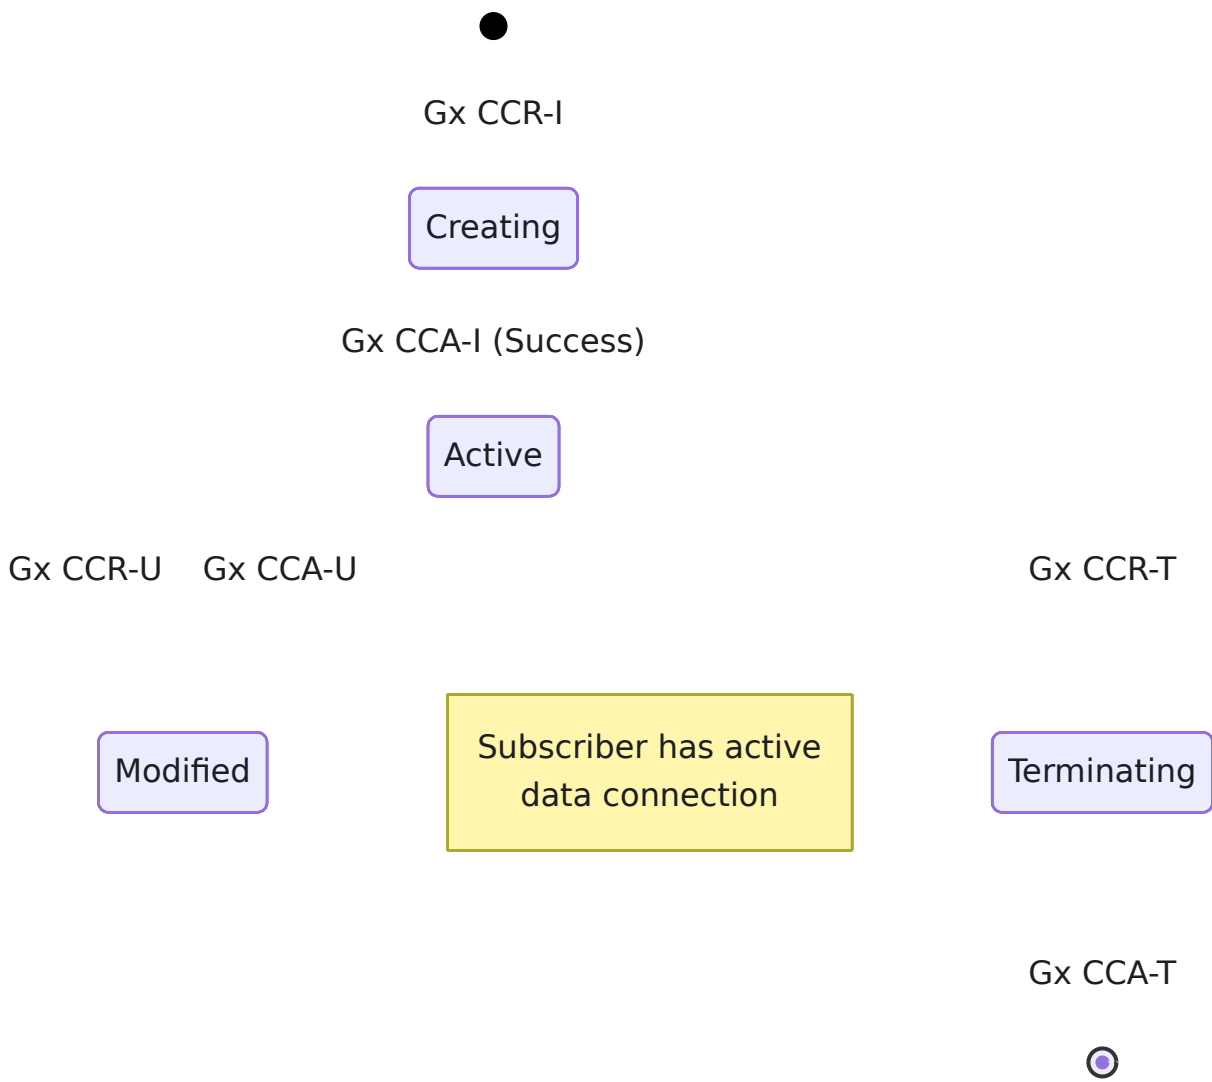 Gx CCR-I
Creating
Gx CCA-I (Success)
Active
Gx CCR-U
Gx CCA-U
Gx CCR-T
Modified
Subscriber has active
data connection
Terminating
Gx CCA-T